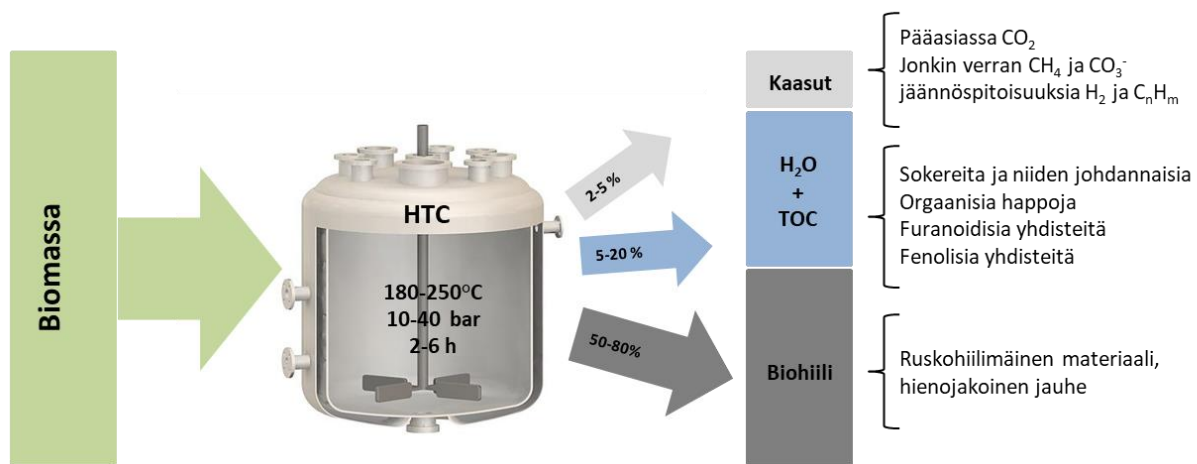 Biomassa
HTC
180-250°C
10-40 bar
2-6 h
2-5 %
5-20 %
50-80%
Kaasut
H₂O
+
TOC
Biohiili
Pääasiassa CO₂
Jonkin verran CH₄ ja CO₃⁻
jäännöspitoisuuksia H₂ ja CₙHₘ
Sokereita ja niiden johdannaisia
Orgaanisia happoja
Furanoidisia yhdisteitä
Fenolisia yhdisteitä
Ruskohiilimäinen materiaali,
hienojakoinen jauhe